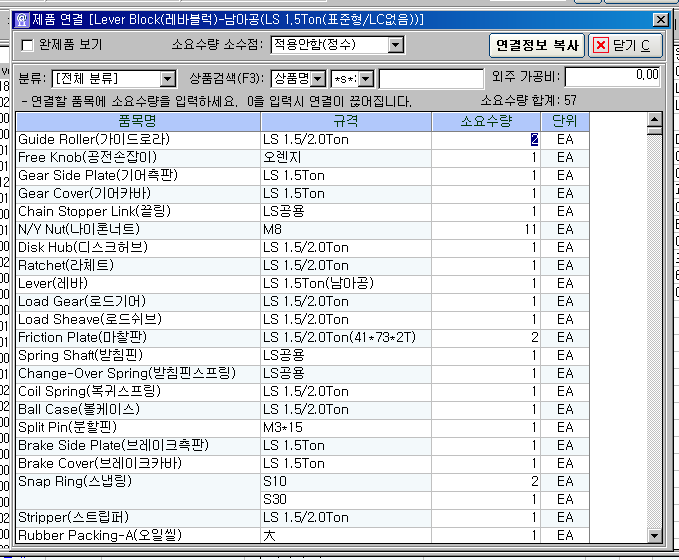 제품 연결 [Lever Block(레바블럭)-남아공(LS 1,5Ton(표준형/LC없음))]
완제품 보기 소요수량 소수점: 적용안함(정수) 연결정보 복사 닫기 C
분류: [전체 분류] 상품검색(F3): 상품명 *s* 외주 가공비: 0,00
- 연결할 품목에 소요수량을 입력하세요, 0을 입력시 연결이 끊어집니다. 소요수량 합계: 57
품목명 규격 소요수량 단위
Guide Roller(가이드로라) LS 1.5/2.0Ton 2 EA
Free Knob(공전손잡이) 오렌지 1 EA
Gear Side Plate(기어측판) LS 1.5Ton 1 EA
Gear Cover(기어카바) LS 1.5Ton 1 EA
Chain Stopper Link(끌링) LS공용 1 EA
N/Y Nut(나이론너트) M8 11 EA
Disk Hub(디스크허브) LS 1.5/2.0Ton 1 EA
Ratchet(라체트) LS 1.5/2.0Ton 1 EA
Lever(레바) LS 1.5Ton(남아공) 1 EA
Load Gear(로드기어) LS 1.5/2.0Ton 1 EA
Load Sheave(로드쉬브) LS 1.5/2.0Ton 1 EA
Friction Plate(마찰판) LS 1.5/2.0Ton(41*73*2T) 2 EA
Spring Shaft(받침핀) LS공용 1 EA
Change-Over Spring(받침핀스프링) LS공용 1 EA
Coil Spring(복귀스프링) LS 1.5/2.0Ton 1 EA
Ball Case(볼케이스) LS 1.5/2.0Ton 1 EA
Split Pin(분할핀) M3*15 1 EA
Brake Side Plate(브레이크측판) LS 1.5Ton 1 EA
Brake Cover(브레이크카바) LS 1.5Ton 1 EA
Snap Ring(스냅링) S10 2 EA
S30 1 EA
Stripper(스트립퍼) LS 1.5/2.0Ton 1 EA
Rubber Packing-A(오일씰) 大 1 EA